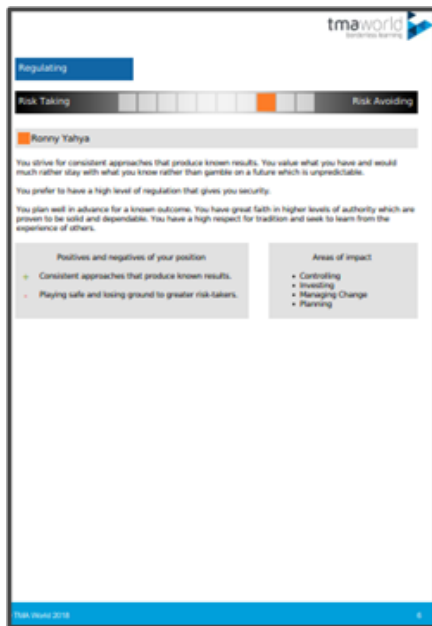 tmaworld
borderless learning
Regulating
Risk Taking
Risk Avoiding
Ronny Yahya
You strive for consistent approaches that produce known results. You value what you have and would
much rather stay with what you know rather than gamble on a future which is unpredictable.
You prefer to have a high level of regulation that gives you security.
You plan well in advance for a known outcome. You have great faith in higher levels of authority which are
proven to be solid and dependable. You have a high respect for tradition and seek to learn from the
experience of others.
Positives and negatives of your position
+ Consistent approaches that produce known results.
- Playing safe and losing ground to greater risk-takers.
Areas of impact
• Controlling
• Investing
• Managing Change
• Planning
TMA World 2018
6